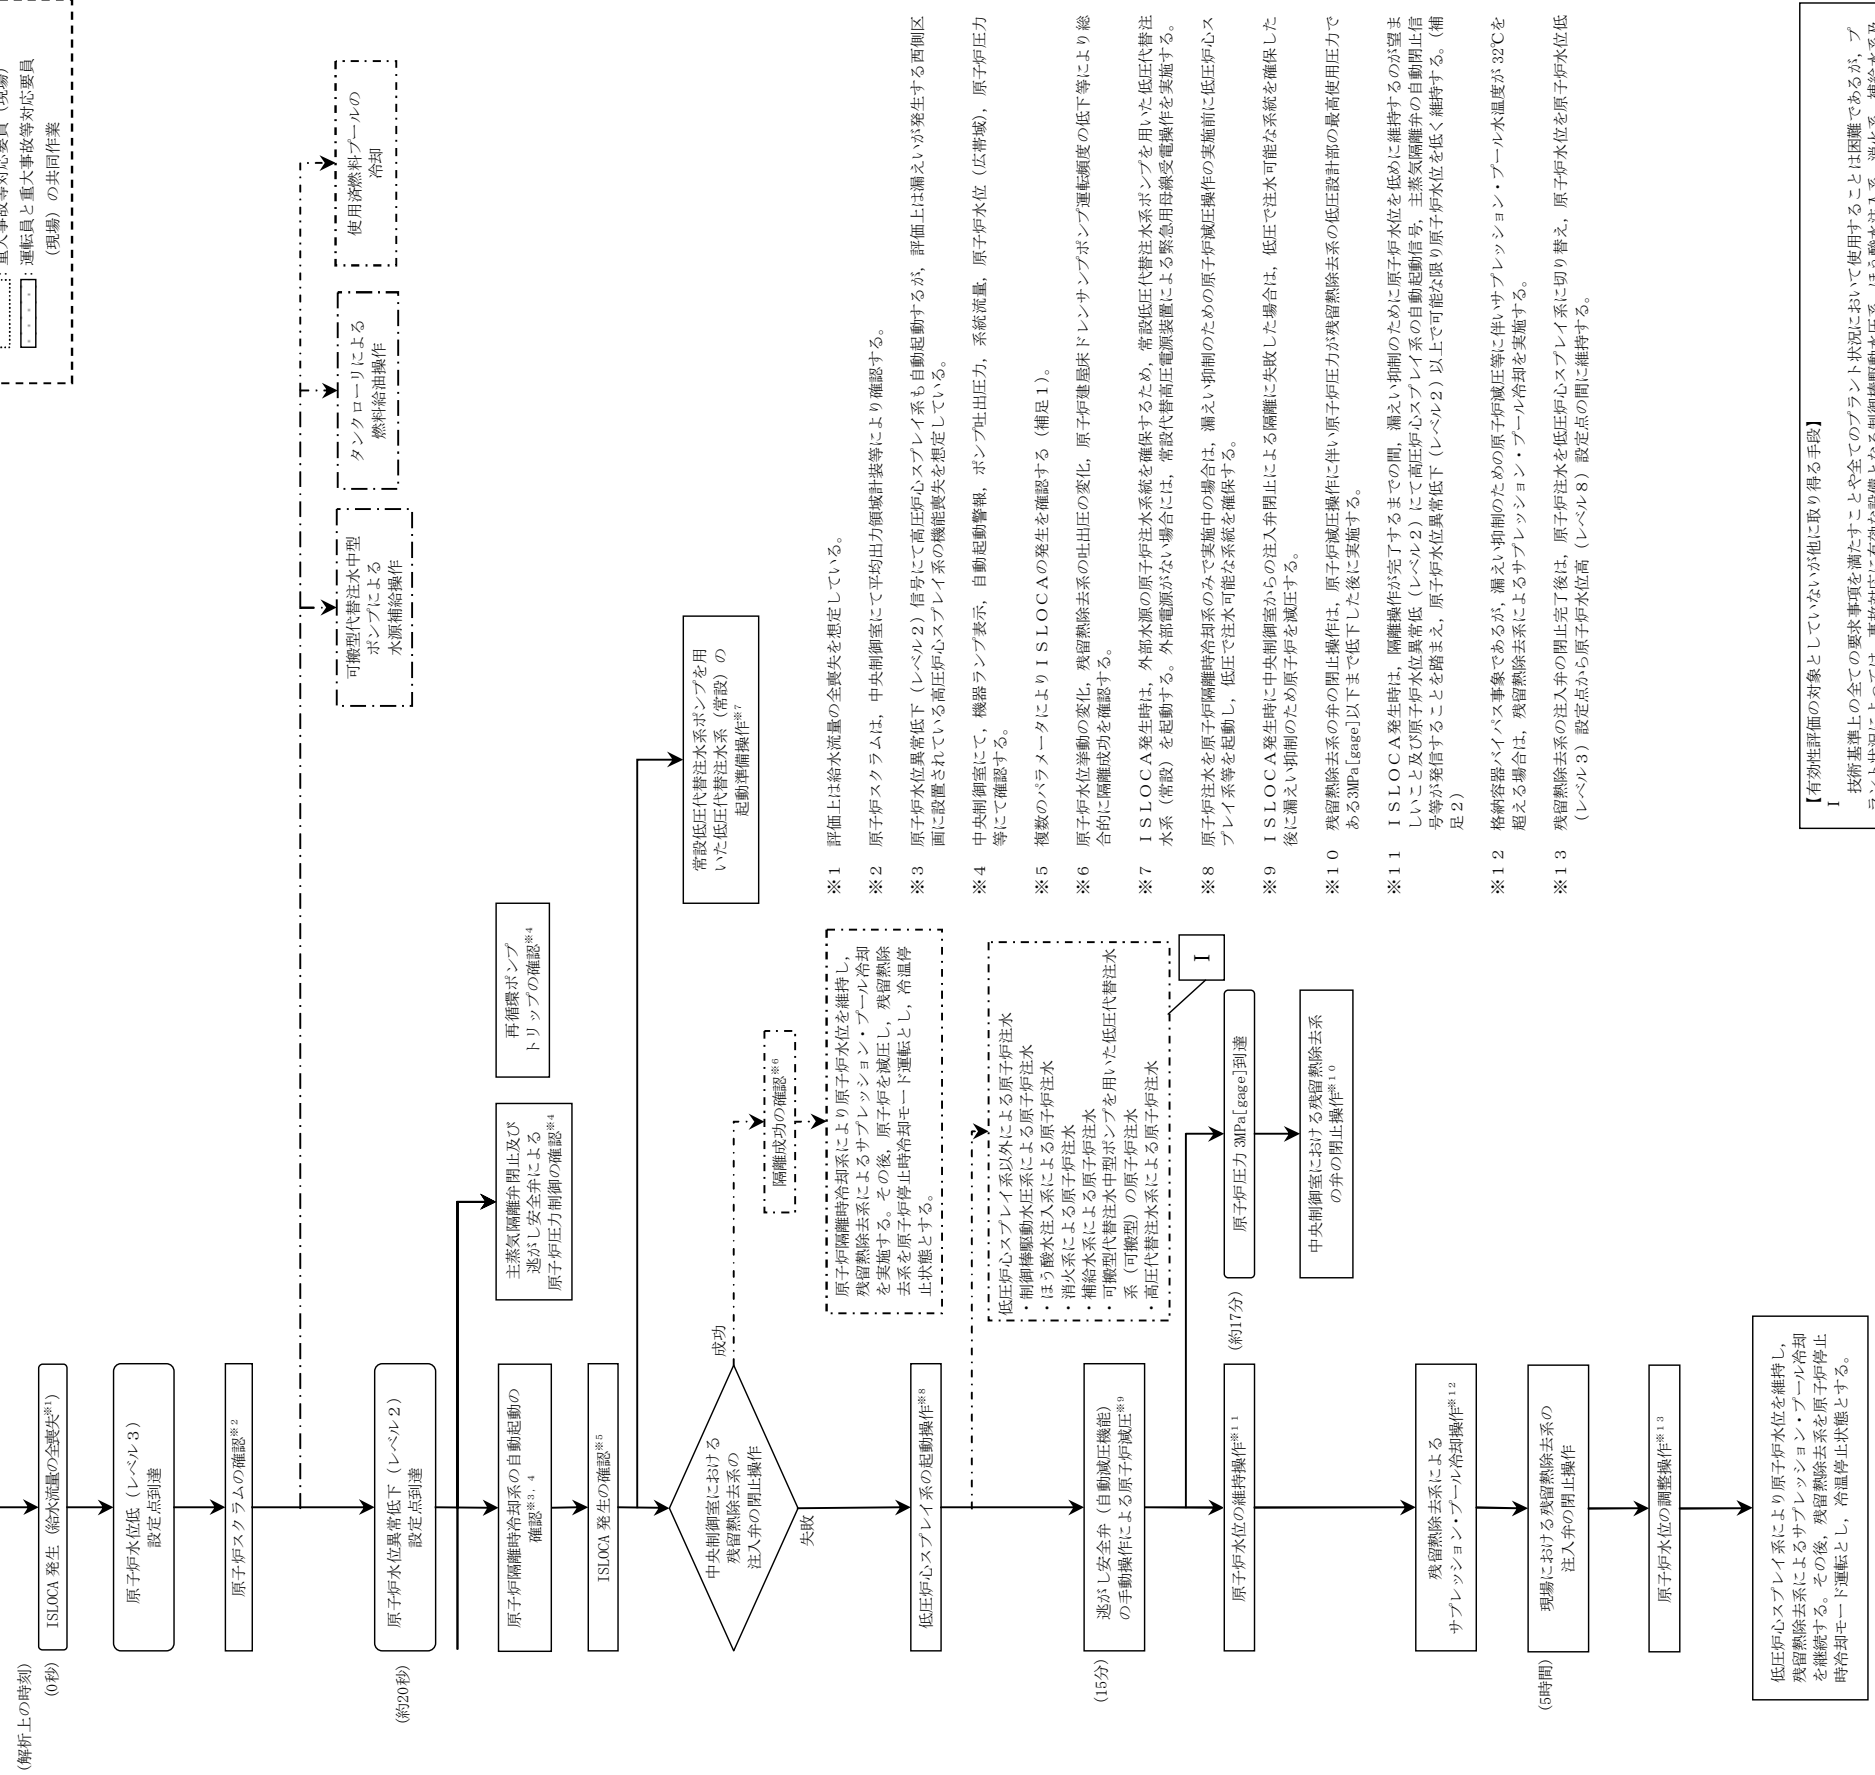 ：運転員と重大事故等対応要員
（現場）の共同作業
(解析上の時刻)
(0秒)
ISLOCA 発生（給水流量の全喪失※1）
原子炉水位低（レベル３）
設定点到達
原子炉スクラムの確認※2
可搬型代替注水中型
ポンプによる
水源補給操作
タンクローリによる
燃料給油操作
使用済燃料プールの
冷却
(約20秒)
原子炉水位異常低下（レベル２）
設定点到達
原子炉隔離時冷却系の自動起動の
確認※3，4
主蒸気隔離弁閉止及び
逃がし安全弁による
原子炉圧力制御の確認※4
再循環ポンプ
トリップの確認※4
ISLOCA 発生の確認※5
常設低圧代替注水系ポンプを用
いた低圧代替注水系（常設）の
起動準備操作※7
中央制御室における
残留熱除去系の
注入弁の閉止操作
成功
失敗
隔離成功の確認※6
原子炉隔離時冷却系により原子炉水位を維持し，
残留熱除去系によるサプレッション・プール冷却
を実施する。その後，原子炉を減圧し，残留熱除
去系を原子炉停止時冷却モード運転とし，冷温停
止状態とする。
低圧炉心スプレイ系の起動操作※8
低圧炉心スプレイ系以外による原子炉注水
・制御棒駆動水圧系による原子炉注水
・ほう酸水注入系による原子炉注水
・消火系による原子炉注水
・補給水系による原子炉注水
・可搬型代替注水中型ポンプを用いた低圧代替注水
系（可搬型）の原子炉注水
・高圧代替注水系による原子炉注水
Ⅰ
(15分)
逃がし安全弁（自動減圧機能）
の手動操作による原子炉減圧※9
(約17分)
原子炉圧力 3MPa[gage]到達
中央制御室における残留熱除去系
の弁の閉止操作※10
原子炉水位の維持操作※11
残留熱除去系による
サプレッション・プール冷却操作※12
(5時間)
現場における残留熱除去系の
注入弁の閉止操作
原子炉水位の調整操作※13
低圧炉心スプレイ系により原子炉水位を維持し，
残留熱除去系によるサプレッション・プール冷却
を継続する。その後，残留熱除去系を原子炉停止
時冷却モード運転とし，冷温停止状態とする。
※１　評価上は給水流量の全喪失を想定している。
※２　原子炉スクラムは，中央制御室にて平均出力領域計装等により確認する。
※３　原子炉水位異常低下（レベル２）信号にて高圧炉心スプレイ系も自動起動するが，評価上は漏えいが発生する西側区
画に設置されている高圧炉心スプレイ系の機能喪失を想定している。
※４　中央制御室にて，機器ランプ表示，自動起動警報，ポンプ吐出圧力，系統流量，原子炉水位（広帯域），原子炉圧力
等にて確認する。
※５　複数のパラメータによりＩＳＬＯＣＡの発生を確認する（補足１）。
※６　原子炉水位挙動の変化，残留熱除去系の吐出圧の変化，原子炉建屋床ドレンサンプポンプ運転頻度の低下等により総
合的に隔離成功を確認する。
※７　ＩＳＬＯＣＡ発生時は，外部水源の原子炉注水系統を確保するため，常設低圧代替注水系ポンプを用いた低圧代替注
水系（常設）を起動する。外部電源がない場合には，常設代替高圧電源装置による緊急用母線受電操作を実施する。
※８　原子炉注水を原子炉隔離時冷却系のみで実施中の場合は，漏えい抑制のための原子炉減圧操作の実施前に低圧炉心ス
プレイ系等を起動し，低圧で注水可能な系統を確保する。
※９　ＩＳＬＯＣＡ発生時に中央制御室からの注入弁閉止による隔離に失敗した場合は，低圧で注水可能な系統を確保した
後に漏えい抑制のため原子炉を減圧する。
※１０　残留熱除去系の弁の閉止操作は，原子炉減圧操作に伴い原子炉圧力が残留熱除去系の低圧設計部の最高使用圧力で
ある3MPa[gage]以下まで低下した後に実施する。
※１１　ＩＳＬＯＣＡ発生時は，隔離操作が完了するまでの間，漏えい抑制のために原子炉水位を低めに維持するのが望ま
しいこと及び原子炉水位異常低（レベル２）にて高圧炉心スプレイ系の自動起動信号，主蒸気隔離弁の自動閉止信
号等が発信することを踏まえ，原子炉水位異常低下（レベル２）以上で可能な限り原子炉水位を低く維持する。（補
足２）
※１２　格納容器バイパス事象であるが，漏えい抑制のための原子炉減圧等に伴いサプレッション・プール水温度が 32℃を
超える場合は，残留熱除去系によるサプレッション・プール冷却を実施する。
※１３　残留熱除去系の注入弁の閉止完了後は，原子炉注水を低圧炉心スプレイ系に切り替え，原子炉水位を原子炉水位低
（レベル３）設定点から原子炉水位高（レベル８）設定点の間に維持する。
【有効性評価の対象としていないが他に取り得る手段】
Ⅰ
技術基準上の全ての要求事項を満たすことや全てのプラント状況において使用することは困難であるが，プ